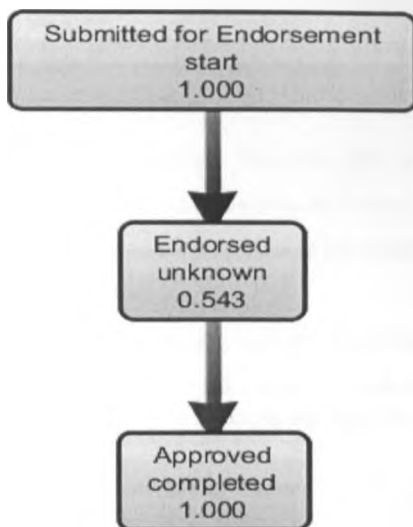 Submitted for Endorsement
start
1.000
Endorsed
unknown
0.543
Approved
completed
1.000